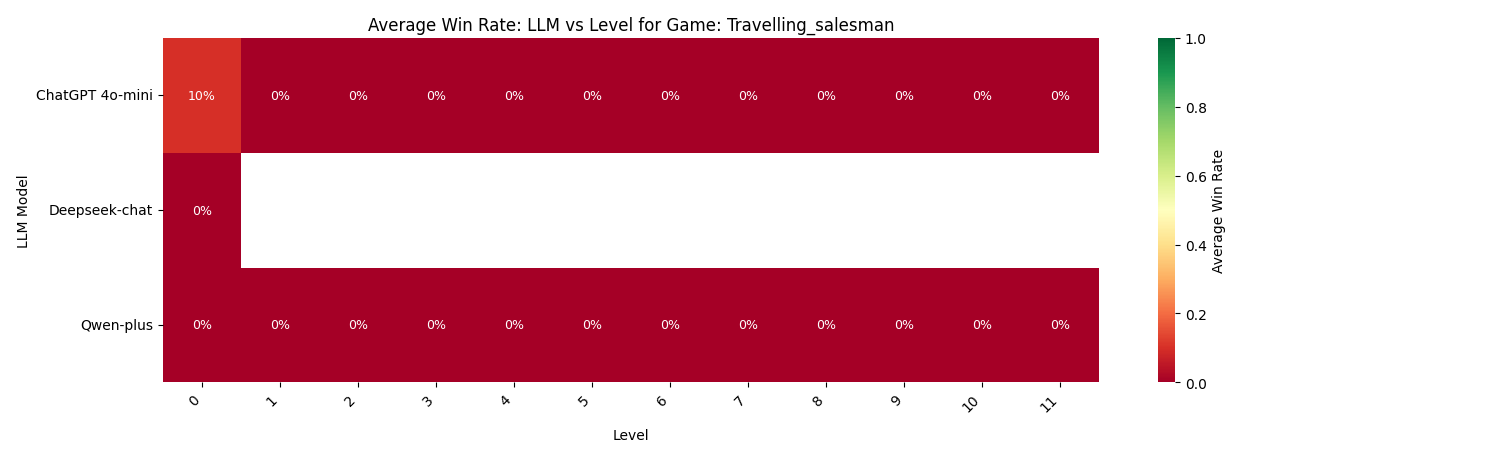 Average Win Rate: LLM vs Level for Game: Travelling_salesman
LLM Model
ChatGPT 4o-mini
10% 0% 0% 0% 0% 0% 0% 0% 0% 0% 0% 0%
Deepseek-chat
0%
Qwen-plus
0% 0% 0% 0% 0% 0% 0% 0% 0% 0% 0% 0%
0 1 2 3 4 5 6 7 8 9 10 11
Level
1.0
0.8
0.6
0.4
0.2
0.0
Average Win Rate